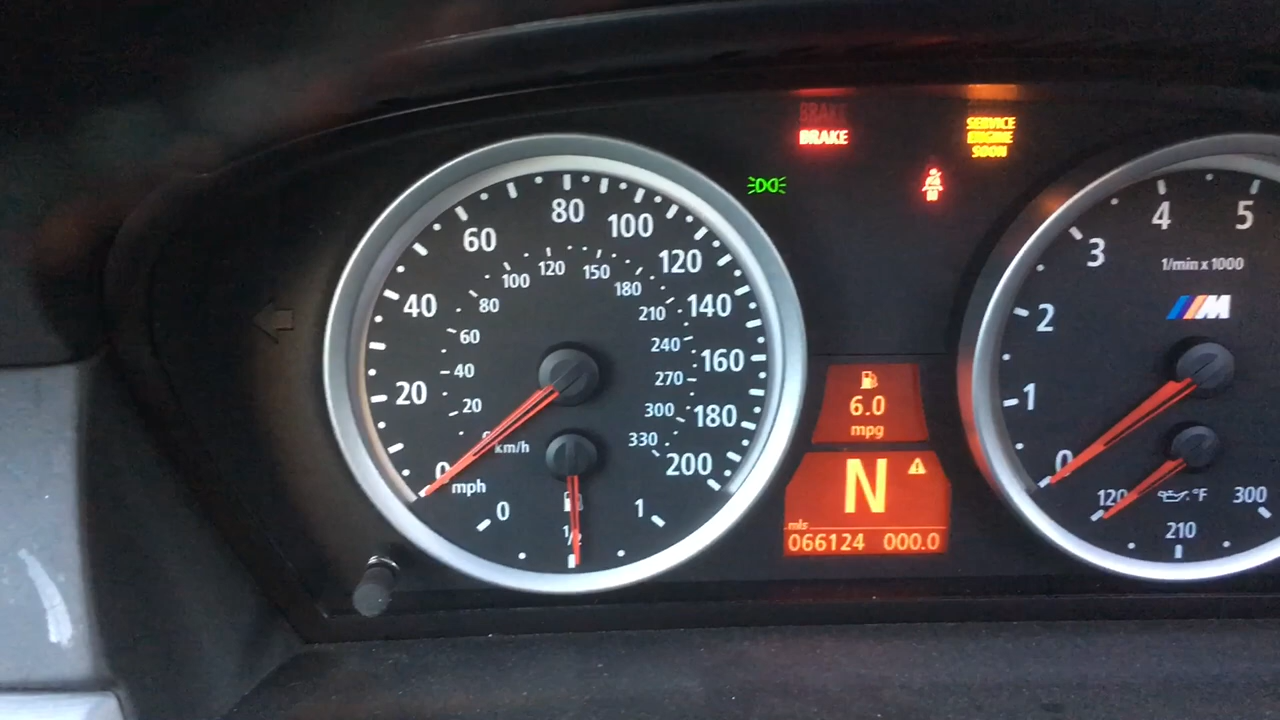 BRAKE
BRAKE
SERVICE
ENGINE
SOON
0
20
40
60
80
100
120
140
160
180
200
mph
20
40
60
80
100
120
150
180
210
240
270
300
330
km/h
0
1/2
1
6.0
mpg
N
mls
066124 000.0
0
1
2
3
4
5
1/min x 1000
M
120
°F
300
210